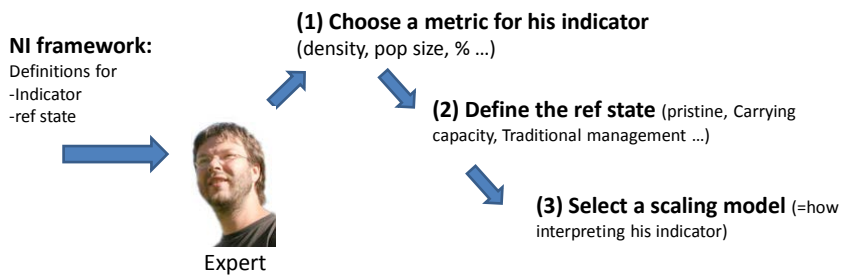 (1) Choose a metric for his indicator
(density, pop size, % ...)
NI framework:
Definitions for
-Indicator
-ref state
(2) Define the ref state (pristine, Carrying
capacity, Traditional management ...)
(3) Select a scaling model (=how
interpreting his indicator)
Expert